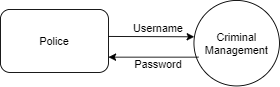 Police
Username
Password
Criminal
Management